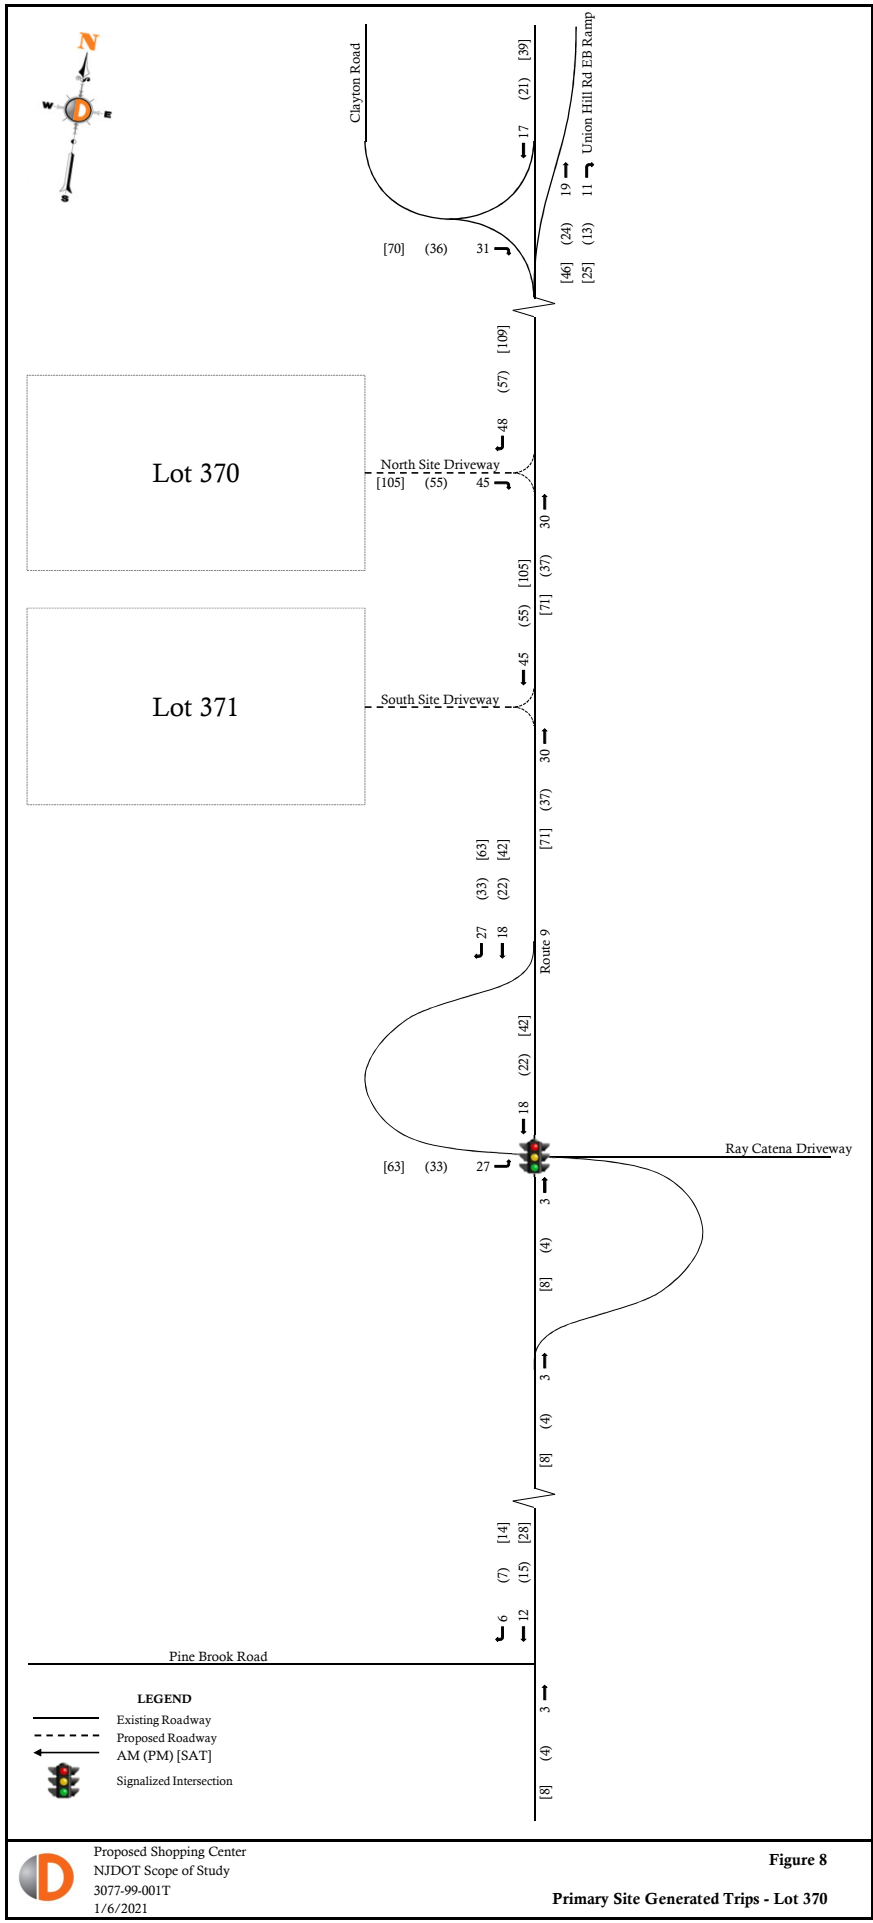 N
W
D
E
S
Clayton Road
Union Hill Rd EB Ramp
17 (21) [39]
[46] (24) 19
[25] (13) 11
[70] (36) 31
48 (57) [109]
Lot 370
North Site Driveway
[105] (55) 45
[71] (37) 30
45 (55) [105]
Lot 371
South Site Driveway
[71] (37) 30
27 (33) [63]
18 (22) [42]
Route 9
18 (22) [42]
Ray Catena Driveway
[63] (33) 27
[8] (4) 3
[8] (4) 3
6 (7) [14]
12 (15) [28]
Pine Brook Road
[8] (4) 3
LEGEND
Existing Roadway
Proposed Roadway
AM (PM) [SAT]
Signalized Intersection
D
Proposed Shopping Center
NJDOT Scope of Study
3077-99-001T
1/6/2021
Figure 8
Primary Site Generated Trips - Lot 370